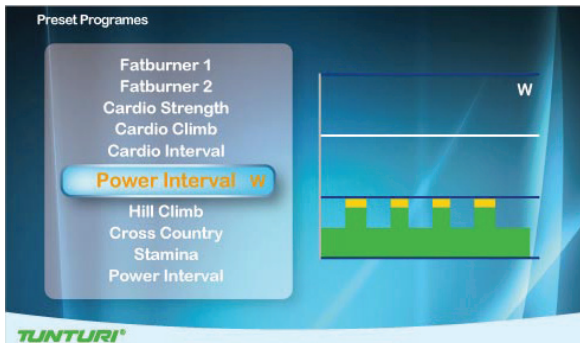 Preset Programes
Fatburner 1
Fatburner 2
Cardio Strength
Cardio Climb
Cardio Interval
Power Interval W
Hill Climb
Cross Country
Stamina
Power Interval
W
TUNTURI®